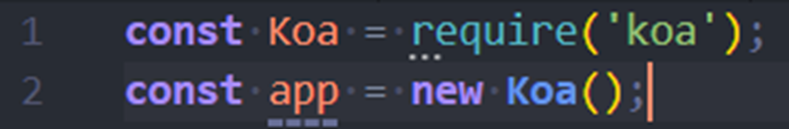 1 const Koa = require('koa');
2 const app = new Koa();